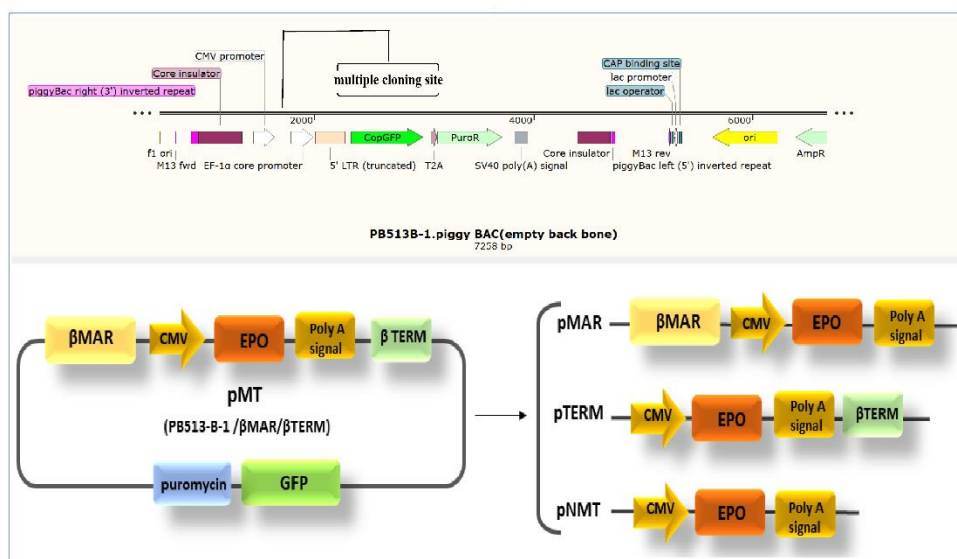 CMV promoter
Core insulator
piggyBac right (3') inverted repeat
multiple cloning site
CAP binding site
lac promoter
lac operator
2000
4000
6000
CopGFP
PuroR
ori
f1 ori
M13 fwd
EF-1α core promoter
5' LTR (truncated)
T2A
SV40 poly(A) signal
Core insulator
M13 rev
piggyBac left (5') inverted repeat
AmpR
PB513B-1.piggy BAC(empty back bone)
7258 bp
βMAR
CMV
EPO
Poly A
signal
β TERM
pMT
(PB513-B-1 /βMAR/βTERM)
puromycin
GFP
pMAR
βMAR
CMV
EPO
Poly A
signal
pTERM
CMV
EPO
Poly A
signal
βTERM
pNMT
CMV
EPO
Poly A
signal